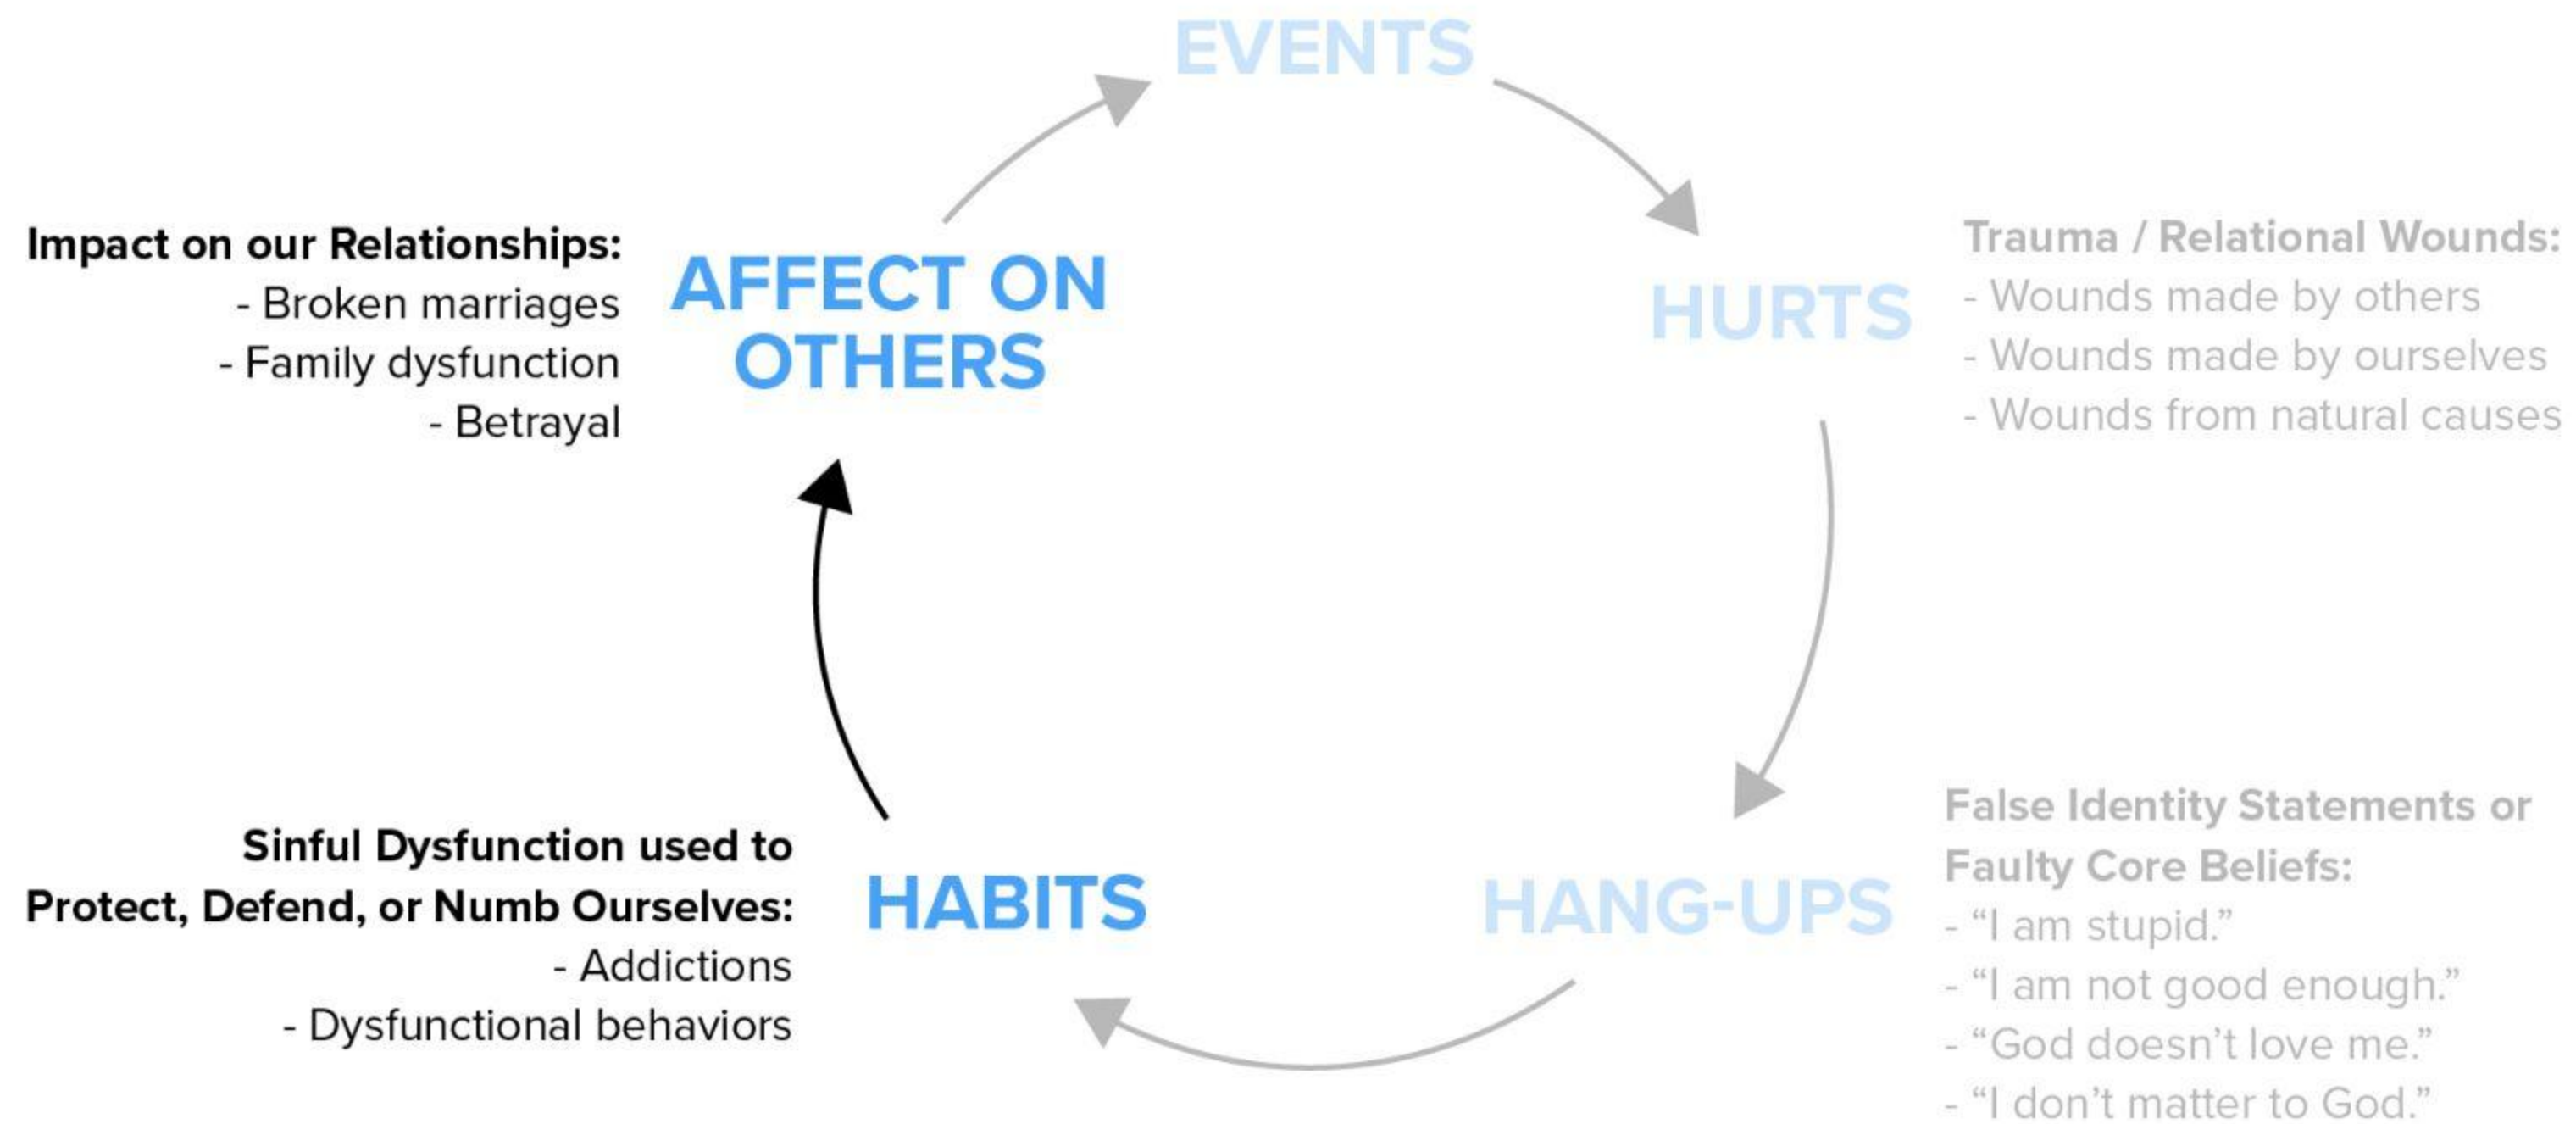 EVENTS
Impact on our Relationships:
- Broken marriages
- Family dysfunction
- Betrayal
AFFECT ON
OTHERS
HURTS
Trauma / Relational Wounds:
- Wounds made by others
- Wounds made by ourselves
- Wounds from natural causes
Sinful Dysfunction used to
Protect, Defend, or Numb Ourselves:
- Addictions
- Dysfunctional behaviors
HABITS
HANG-UPS
False Identity Statements or
Faulty Core Beliefs:
- “I am stupid.”
- “I am not good enough.”
- “God doesn’t love me.”
- “I don’t matter to God.”